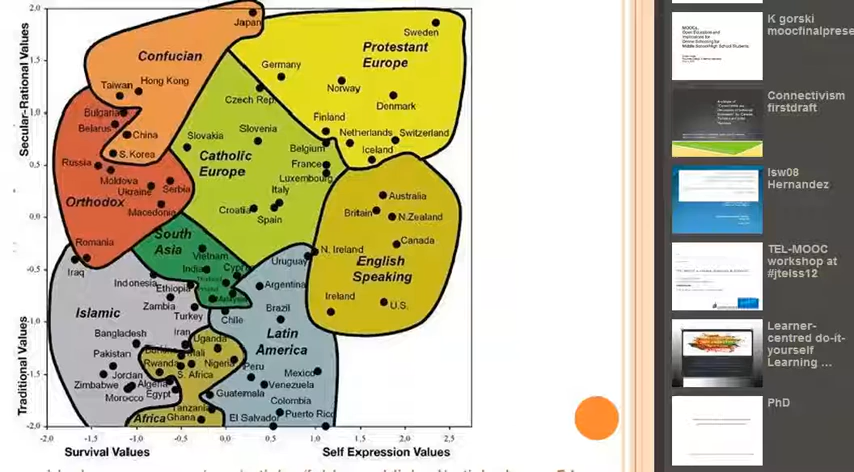 2.0
1.5
1.0
0.5
0,0
-0,5
-1,0
-1,5
-2,0
Secular-Rational Values
Traditional Values
Japan
Confucian
Taiwan
Hong Kong
Bulgaria
Belarus
China
S. Korea
Protestant
Europe
Sweden
Germany
Norway
Denmark
Czech Rep.
Finland
Netherlands
Switzerland
Iceland
Slovakia
Slovenia
Belgium
France
Luxembourg
Catholic
Europe
Italy
Croatia
Spain
Russia
Moldova
Ukraine
Serbia
Orthodox
Macedonia
Romania
South
Asia
Vietnam
Iraq
Indonesia
Ethiopia
Zambia
Turkey
Islamic
Iran
Bangladesh
Pakistan
Jordan
Zimbabwe
Morocco
Algeria
Egypt
Australia
Britain
N.Zealand
Canada
N. Ireland
English
Speaking
Ireland
U.S.
Uruguay
Argentina
Brazil
Chile
Latin
America
Uganda
Mali
Rwanda
S. Africa
Nigeria
Peru
Mexico
Venezuela
Guatemala
Colombia
Tanzania
Africa
Ghana
El Salvador
Puerto Rico
-2,0 -1,5 -1,0 -0,5 0,0 0,5 1,0 1,5 2,0 2,5
Survival Values Self Expression Values
K gorski
moocfinalprese
Connectivism
firstdraft
lsw08
Hernandez
TEL-MOOC
workshop at
#jtelss12
Learner-
centred do-it-
yourself
Learning ...
PhD